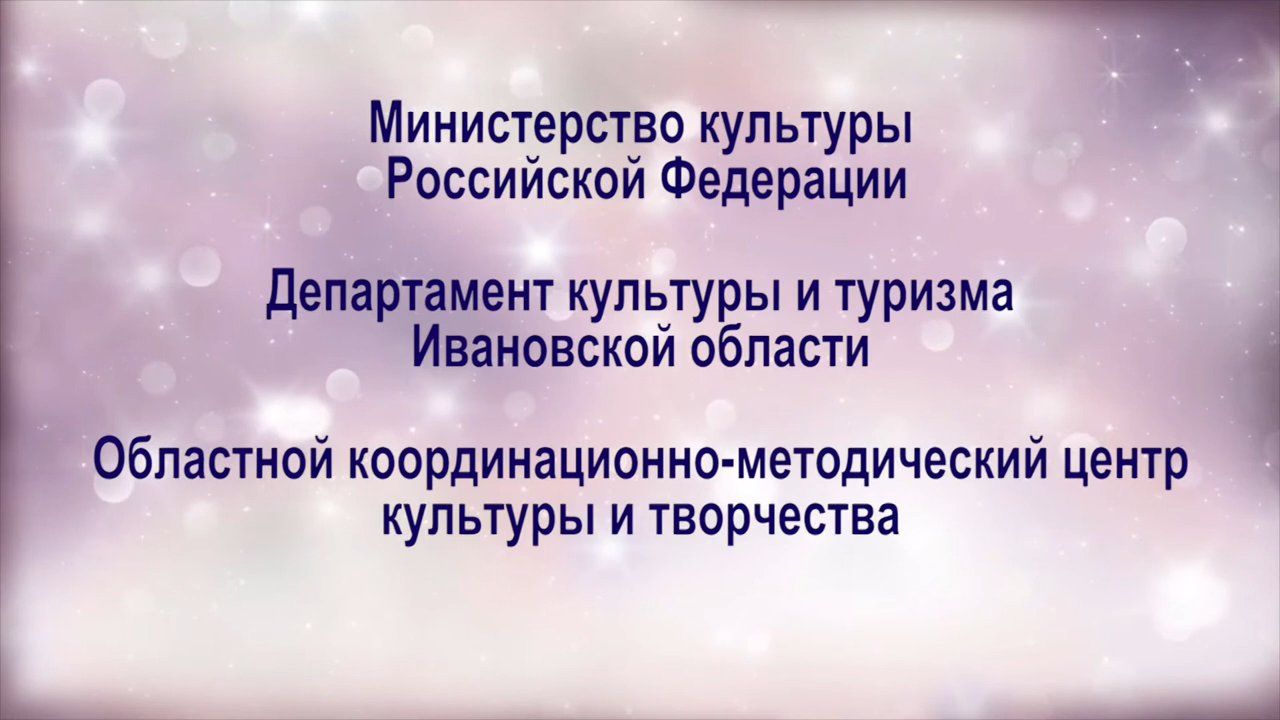 Министерство культуры
Российской Федерации
Департамент культуры и туризма
Ивановской области
Областной координационно-методический центр
культуры и творчества